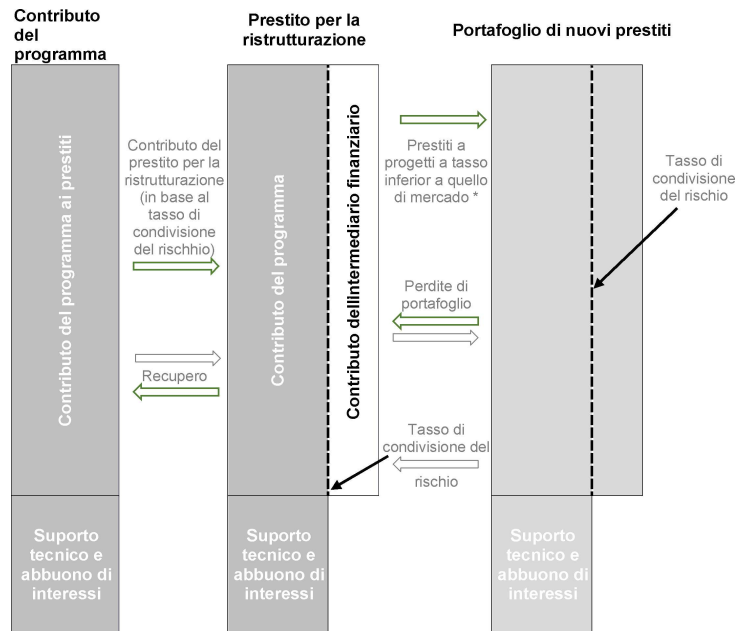 Contributo
del
programma
Prestito per la
ristrutturazione
Portafoglio di nuovi prestiti
Contributo del programma ai prestiti
Contributo del
prestito per la
ristrutturazione
(in base al
tasso di
condivisione
del rischhio)
Recupero
Contributo del programma
Contributo dellintermediario finanziario
Prestiti a
progetti a tasso
inferior a quello
di mercado *
Perdite di
portafoglio
Tasso di
condivisione del
rischio
Tasso di
condivisione
del rischio
Suporto
tecnico e
abbuono di
interessi
Suporto
tecnico e
abbuono di
interessi
Suporto
tecnico e
abbuono di
interessi